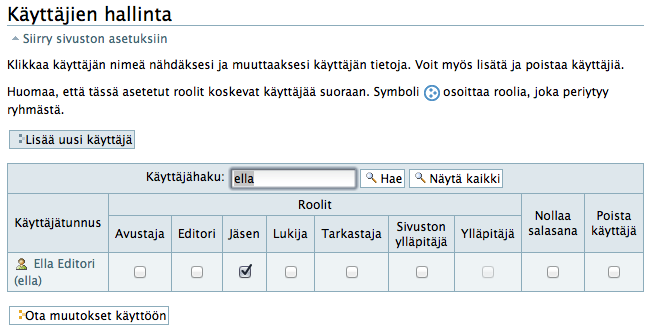 Käyttäjien hallinta
Siirry sivuston asetuksiin
Klikkaa käyttäjän nimeä nähdäksesi ja muuttaaksesi käyttäjän tietoja. Voit myös lisätä ja poistaa käyttäjiä.
Huomaa, että tässä asetetut roolit koskevat käyttäjää suoraan. Symboli osoittaa roolia, joka periytyy
ryhmästä.
Lisää uusi käyttäjä
Käyttäjähaku: ella Hae Näytä kaikki
Käyttäjätunnus Roolit Nollaa salasana Poista käyttäjä
Avustaja Editori Jäsen Lukija Tarkastaja Sivuston ylläpitäjä Ylläpitäjä
Ella Editori
(ella)
Ota muutokset käyttöön